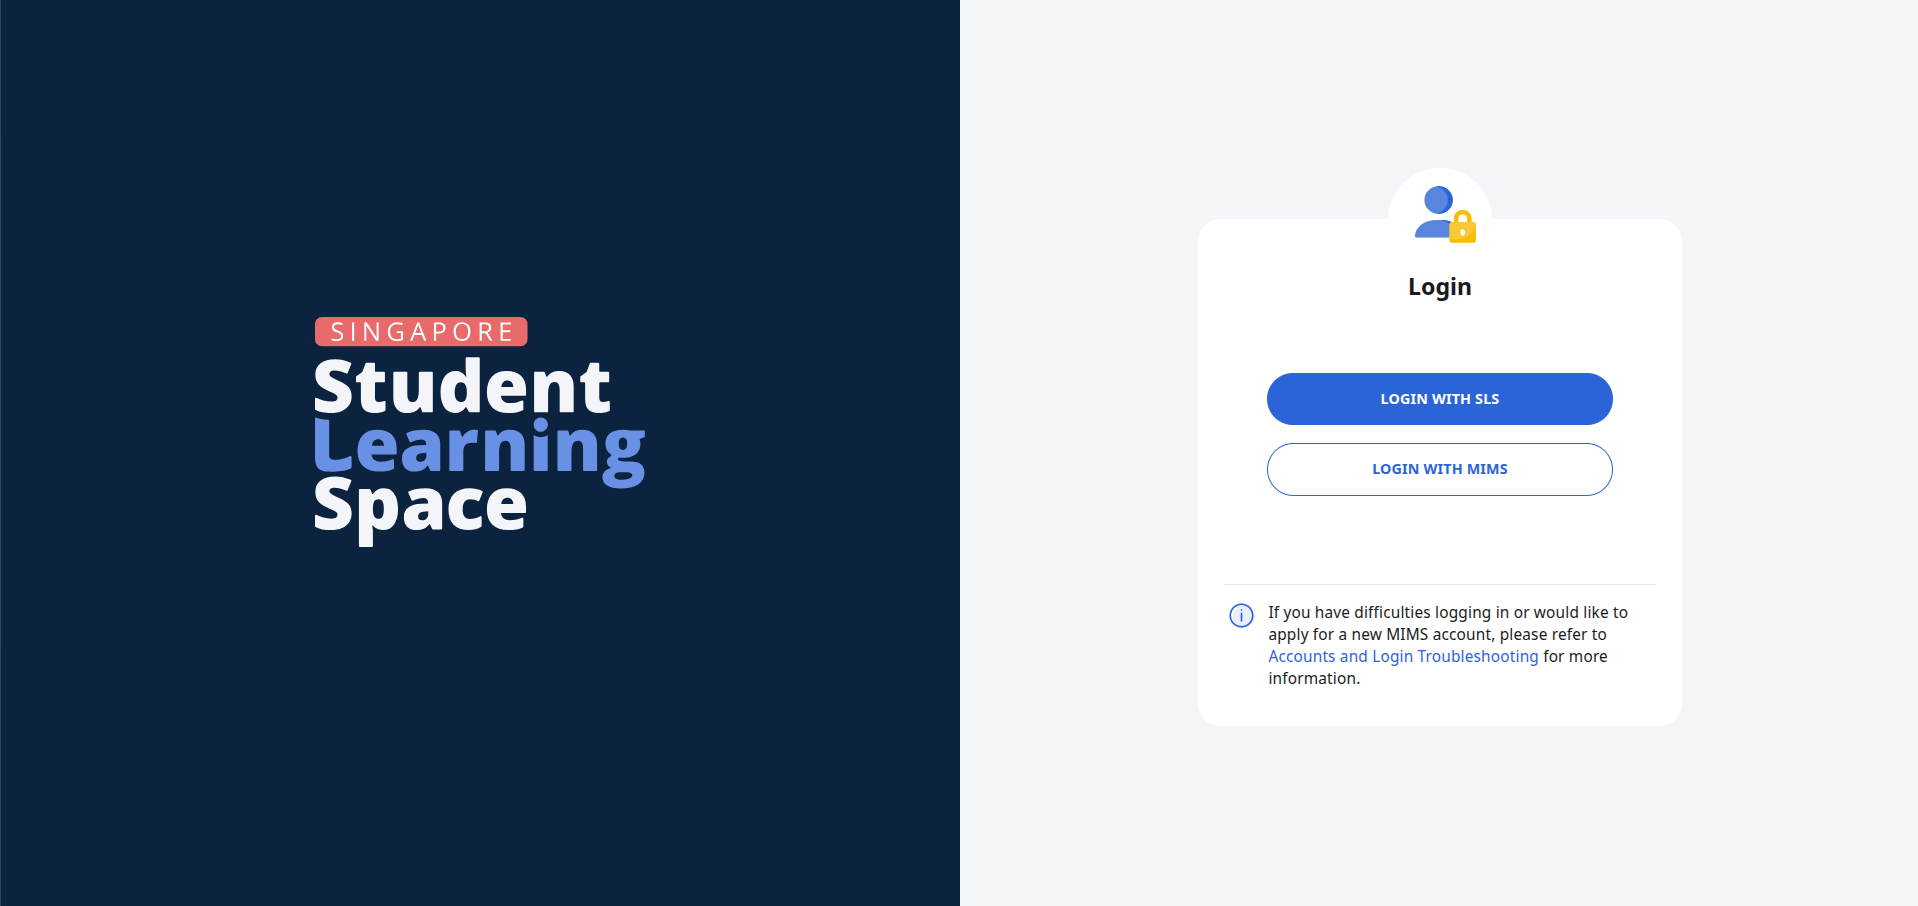 SINGAPORE
Student
Learning
Space
Login
LOGIN WITH SLS
LOGIN WITH MIMS
If you have difficulties logging in or would like to
apply for a new MIMS account, please refer to
Accounts and Login Troubleshooting for more
information.